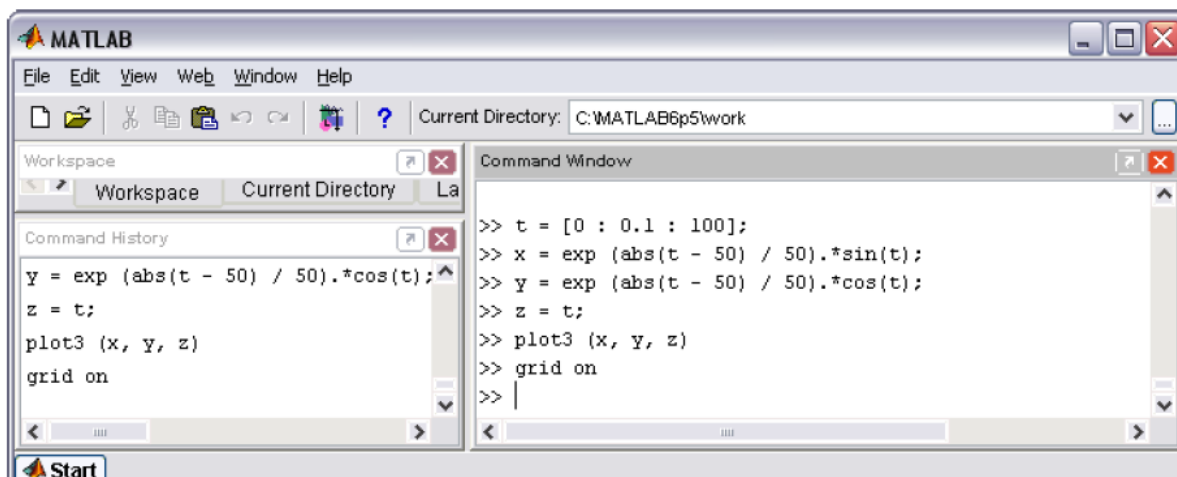 MATLAB
File Edit View Web Window Help
? Current Directory: C:\MATLAB6p5\work ...
Workspace
Workspace Current Directory La
Command History
y = exp (abs(t - 50) / 50).*cos(t);
z = t;
plot3 (x, y, z)
grid on
Command Window
>> t = [0 : 0.1 : 100];
>> x = exp (abs(t - 50) / 50).*sin(t);
>> y = exp (abs(t - 50) / 50).*cos(t);
>> z = t;
>> plot3 (x, y, z)
>> grid on
>>
Start